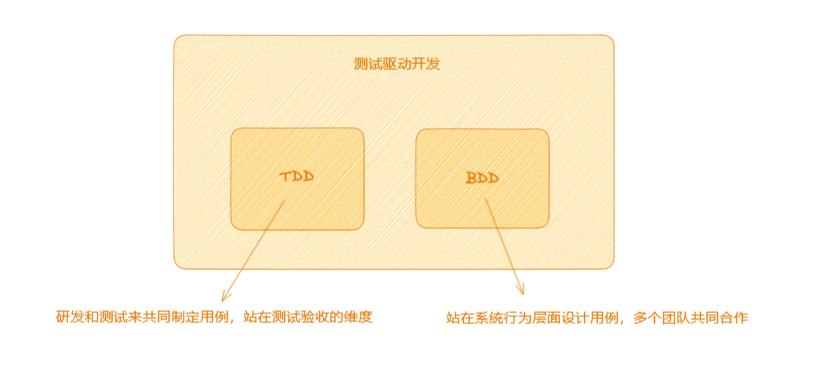 测试驱动开发
TDD
BDD
研发和测试来共同制定用例，站在测试验收的维度
站在系统行为层面设计用例，多个团队共同合作